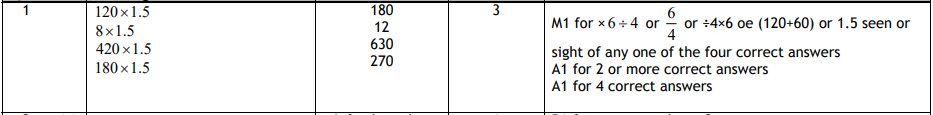 1 120×1.5 180 3 M1 for ×6÷4 or 6/4 or ÷4×6 oe (120+60) or 1.5 seen or
8×1.5 12 sight of any one of the four correct answers
420×1.5 630 A1 for 2 or more correct answers
180×1.5 270 A1 for 4 correct answers